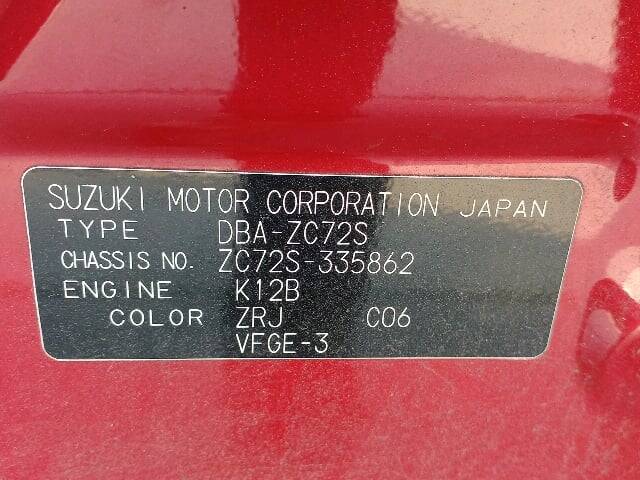 SUZUKI MOTOR CORPORATION JAPAN
TYPE DBA-ZC72S
CHASSIS NO. ZC72S-335862
ENGINE K12B
COLOR ZRJ C06
VFGE-3